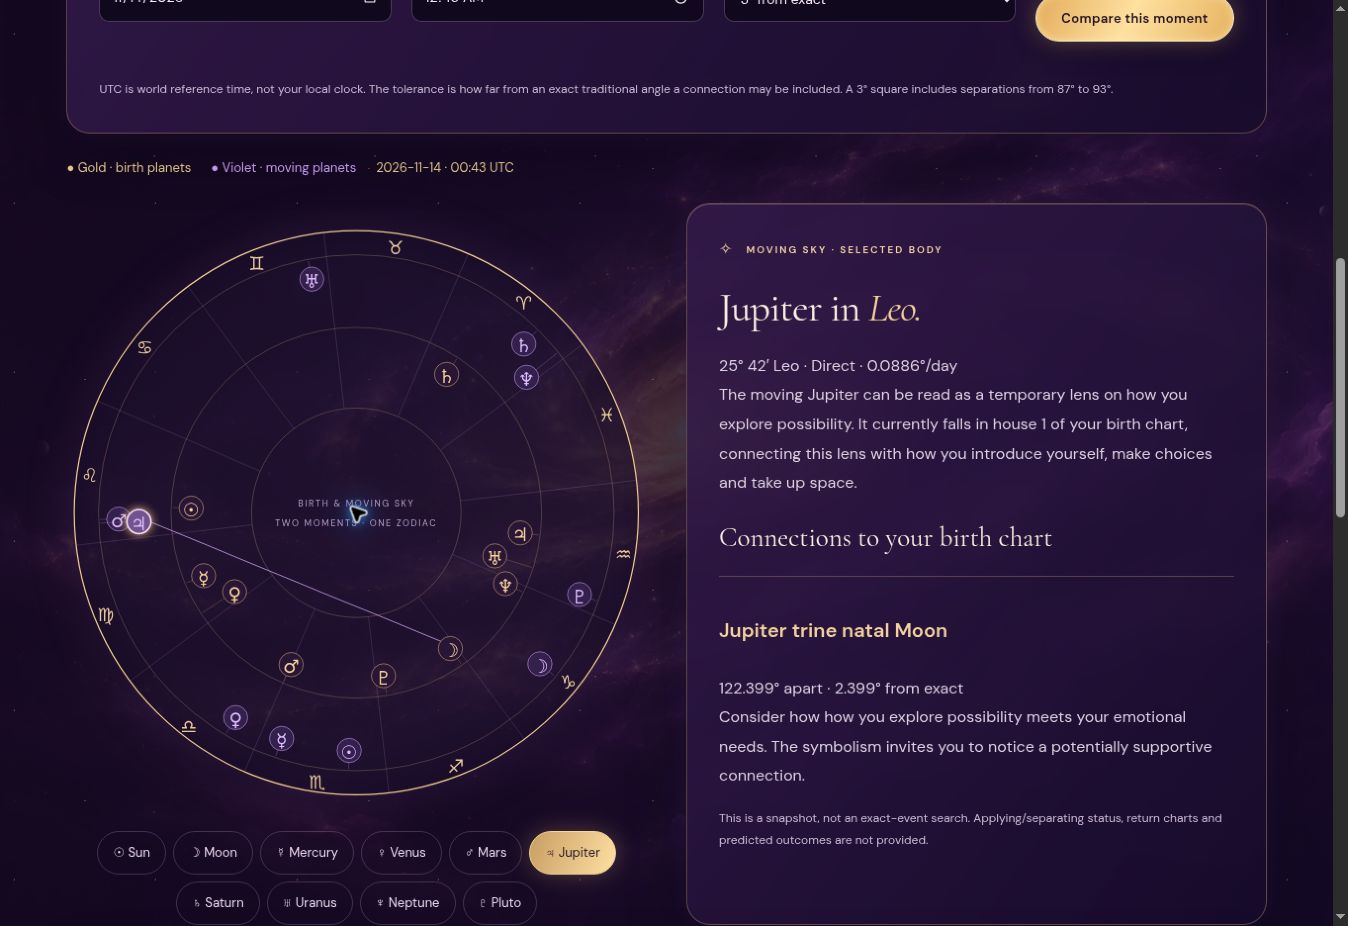 Compare this moment
UTC is world reference time, not your local clock. The tolerance is how far from an exact traditional angle a connection may be included. A 3° square includes separations from 87° to 93°.
● Gold · birth planets ● Violet · moving planets · 2026-11-14 · 00:43 UTC
♉
♊
♅
♈
♄
♋
♄
♆
♓
♌
BIRTH & MOVING SKY
☉
♂ ♃
TWO MOMENTS · ONE ZODIAC
♃
♅
♒
☿
♆
♀
♇
♍
☽
♂
☽
♇
♑
♀
♎
☿
☉
♐
♏
☉ Sun
☽ Moon
☿ Mercury
♀ Venus
♂ Mars
♃ Jupiter
♄ Saturn
♅ Uranus
♆ Neptune
♇ Pluto
✧ MOVING SKY · SELECTED BODY
Jupiter in Leo.
25° 42′ Leo · Direct · 0.0886°/day
The moving Jupiter can be read as a temporary lens on how you
explore possibility. It currently falls in house 1 of your birth chart,
connecting this lens with how you introduce yourself, make choices
and take up space.
Connections to your birth chart
Jupiter trine natal Moon
122.399° apart · 2.399° from exact
Consider how how you explore possibility meets your emotional
needs. The symbolism invites you to notice a potentially supportive
connection.
This is a snapshot, not an exact-event search. Applying/separating status, return charts and
predicted outcomes are not provided.